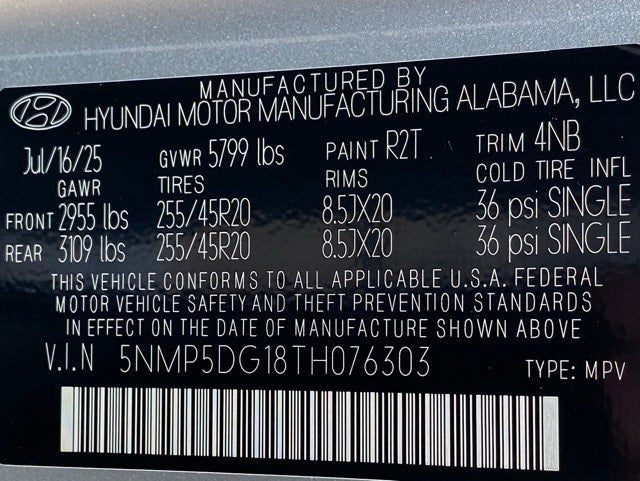 MANUFACTURED BY
HYUNDAI MOTOR MANUFACTURING ALABAMA, LLC
Jul/16/25 GVWR 5799 lbs PAINT R2T TRIM 4NB
GAWR TIRES RIMS COLD TIRE INFL
FRONT 2955 lbs 255/45R20 8.5JX20 36 psi SINGLE
REAR 3109 lbs 255/45R20 8.5JX20 36 psi SINGLE
THIS VEHICLE CONFORMS TO ALL APPLICABLE U.S.A. FEDERAL
MOTOR VEHICLE SAFETY AND THEFT PREVENTION STANDARDS
IN EFFECT ON THE DATE OF MANUFACTURE SHOWN ABOVE
V.I.N 5NMP5DG18TH076303 TYPE: MPV